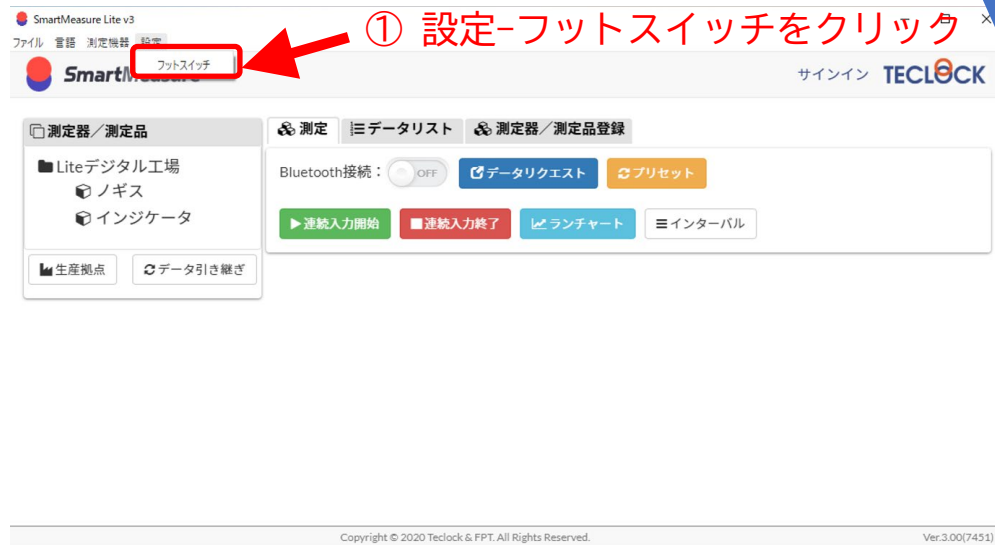 SmartMeasure Lite v3
① 設定-フットスイッチをクリック
ファイル 言語 測定機器 設定
フットスイッチ
SmartMeasure
サインイン TECLOCK
測定器／測定品
測定 データリスト 測定器／測定品登録
Liteデジタル工場
ノギス
インジケータ
Bluetooth接続： OFF データリクエスト プリセット
連続入力開始 連続入力終了 ランチャート インターバル
生産拠点 データ引き継ぎ
Copyright © 2020 Teclock & FPT. All Rights Reserved. Ver.3.00(7451)